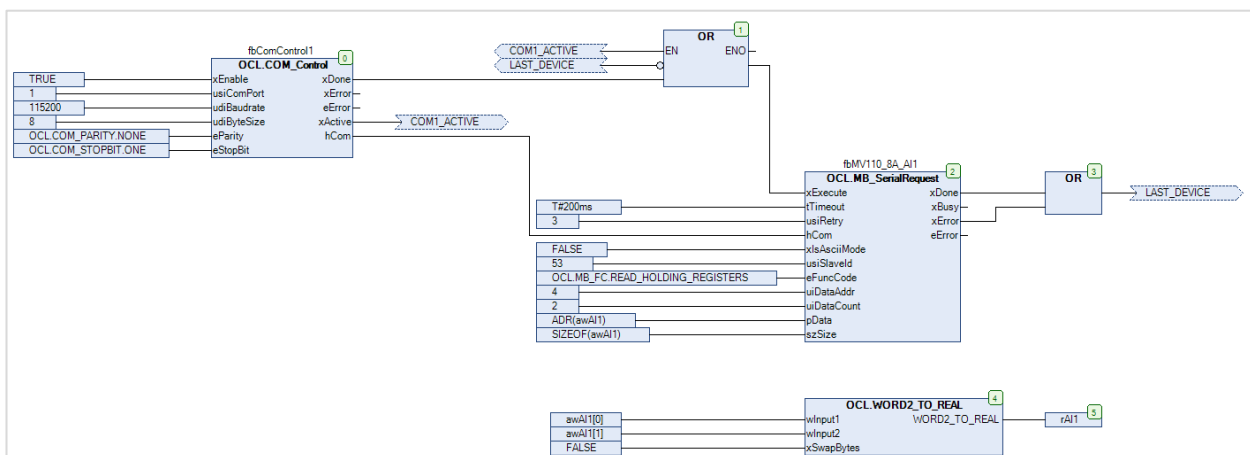 fbComControl1
0
OCL.COM_Control
TRUE xEnable xDone
1 usiComPort xError
115200 udiBaudrate eError
8 udiByteSize xActive COM1_ACTIVE
OCL.COM_PARITY.NONE eParity hCom
OCL.COM_STOPBIT.ONE eStopBit
1
OR
COM1_ACTIVE EN ENO
LAST_DEVICE
fbMV110_8A_AI1
2
OCL.MB_SerialRequest
xExecute xDone
T#200ms tTimeout xBusy
3 usiRetry xError
hCom eError
FALSE xIsAsciiMode
53 usiSlaveId
OCL.MB_FC.READ_HOLDING_REGISTERS eFuncCode
4 uiDataAddr
2 uiDataCount
ADR(awAI1) pData
SIZEOF(awAI1) szSize
3
OR
LAST_DEVICE
4
OCL.WORD2_TO_REAL
awAI1[0] wInput1 WORD2_TO_REAL
awAI1[1] wInput2
FALSE xSwapBytes
5
rAI1